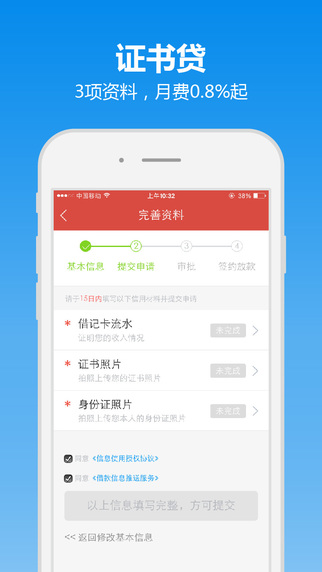 证书贷
3项资料，月费0.8%起
中国移动 上午10:32 38%
完善资料
2 3 4
基本信息 提交申请 审批 签约放款
请于15日内填写以下信用材料并提交申请
* 借记卡流水 未完成
证明您的收入情况
* 证书照片 未完成
拍照上传您的证书照片
* 身份证照片 未完成
拍照上传您本人的身份证照片
同意 《信息使用授权协议》
同意 《借款信息推送服务》
以上信息填写完整，方可提交
<< 返回修改基本信息